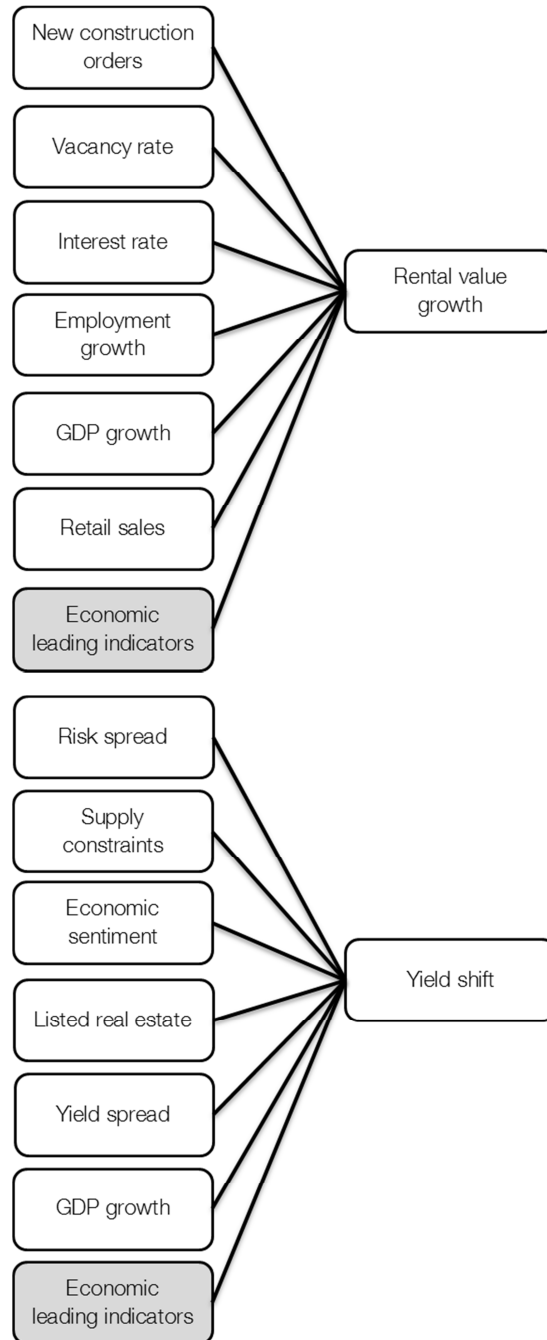 New construction
orders
Vacancy rate
Interest rate
Employment
growth
GDP growth
Retail sales
Economic
leading indicators
Rental value
growth
Risk spread
Supply
constraints
Economic
sentiment
Listed real estate
Yield spread
GDP growth
Economic
leading indicators
Yield shift